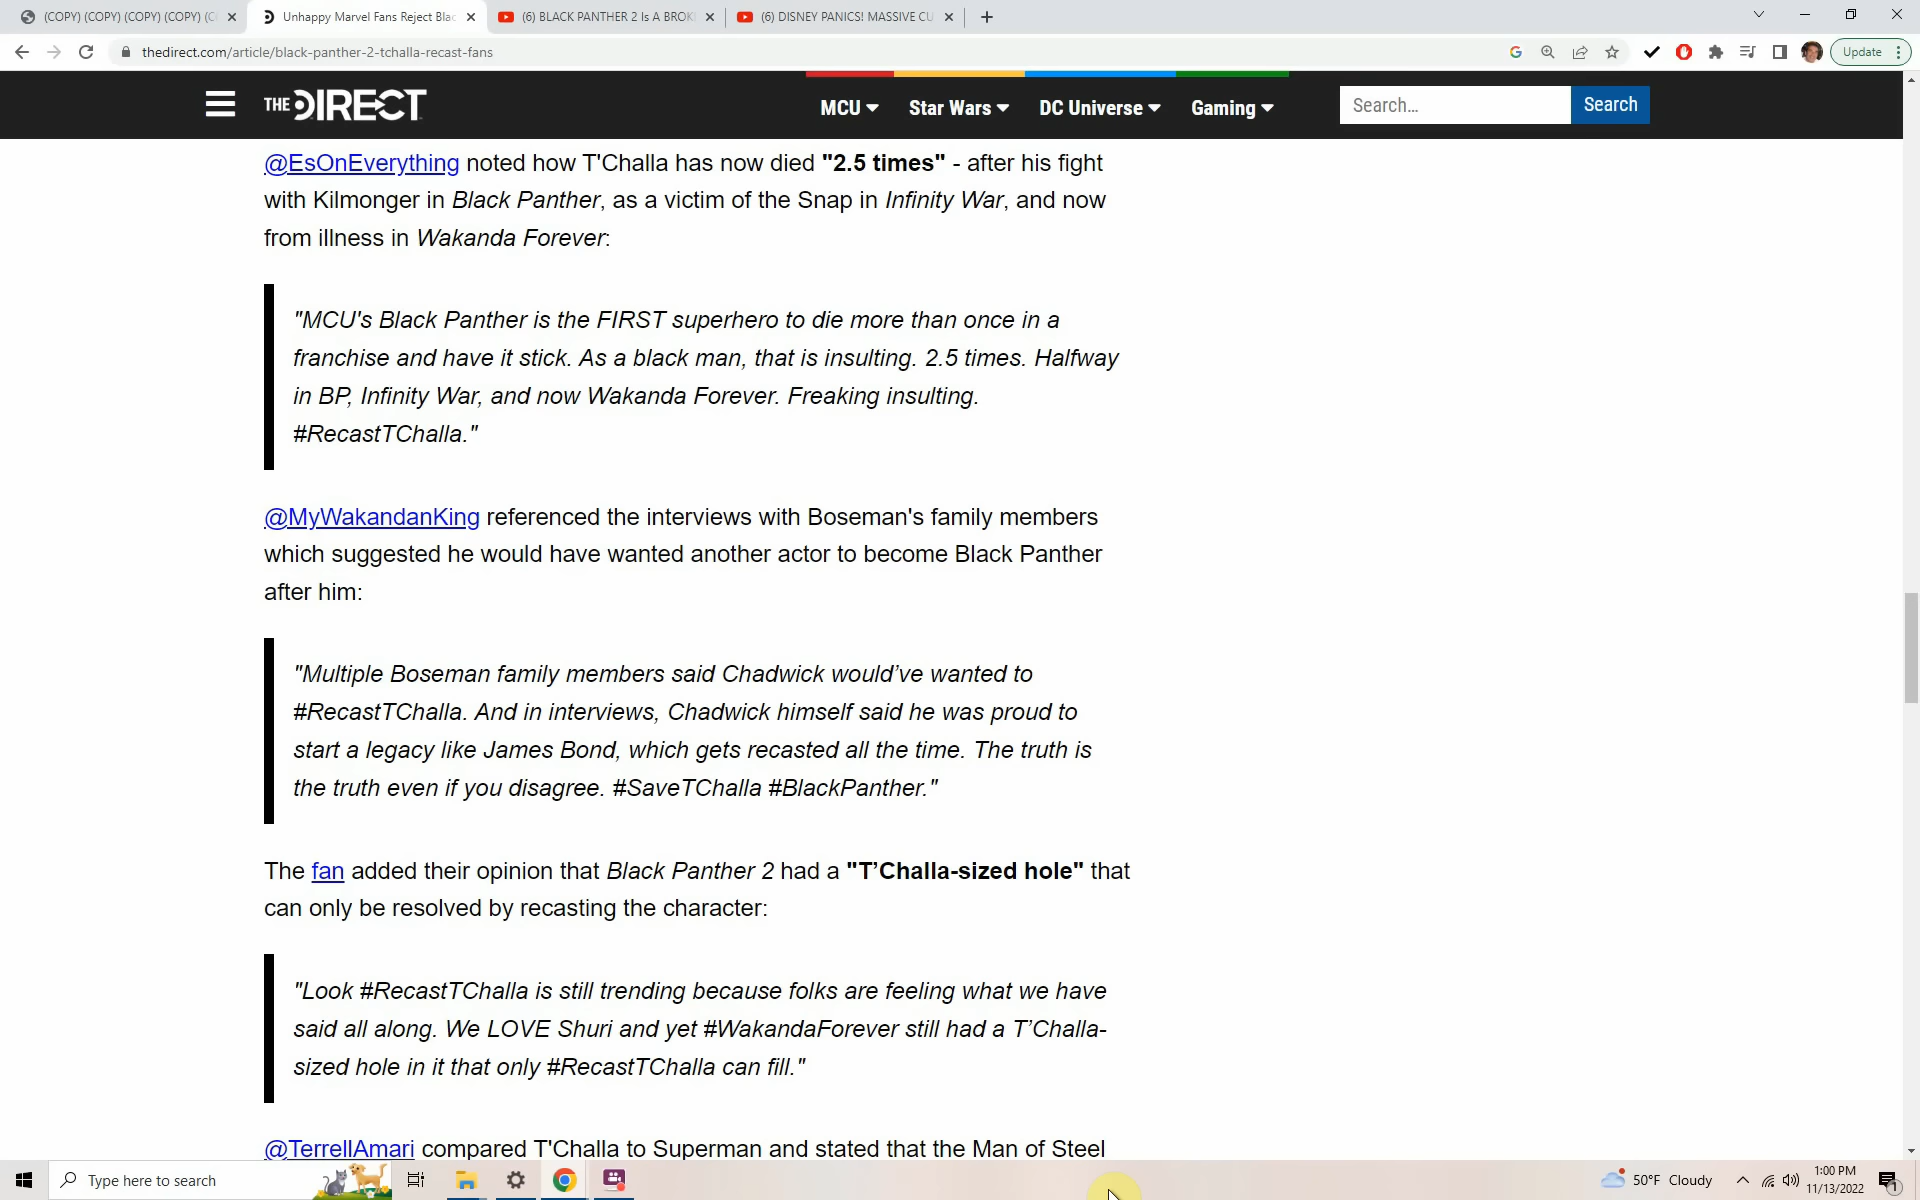 (COPY) (COPY) (COPY) (COPY) (C
Unhappy Marvel Fans Reject Blac
(6) BLACK PANTHER 2 Is A BROK
(6) DISNEY PANICS! MASSIVE CU
thedirect.com/article/black-panther-2-tchalla-recast-fans
Update
THE DIRECT
MCU
Star Wars
DC Universe
Gaming
Search...
Search
@EsOnEverything noted how T'Challa has now died "2.5 times" - after his fight
with Kilmonger in Black Panther, as a victim of the Snap in Infinity War, and now
from illness in Wakanda Forever:
"MCU's Black Panther is the FIRST superhero to die more than once in a
franchise and have it stick. As a black man, that is insulting. 2.5 times. Halfway
in BP, Infinity War, and now Wakanda Forever. Freaking insulting.
#RecastTChalla."
@MyWakandanKing referenced the interviews with Boseman's family members
which suggested he would have wanted another actor to become Black Panther
after him:
"Multiple Boseman family members said Chadwick would’ve wanted to
#RecastTChalla. And in interviews, Chadwick himself said he was proud to
start a legacy like James Bond, which gets recasted all the time. The truth is
the truth even if you disagree. #SaveTChalla #BlackPanther."
The fan added their opinion that Black Panther 2 had a "T’Challa-sized hole" that
can only be resolved by recasting the character:
"Look #RecastTChalla is still trending because folks are feeling what we have
said all along. We LOVE Shuri and yet #WakandaForever still had a T’Challa-
sized hole in it that only #RecastTChalla can fill."
@TerrellAmari compared T'Challa to Superman and stated that the Man of Steel
Type here to search
50°F Cloudy
1:00 PM
11/13/2022
1